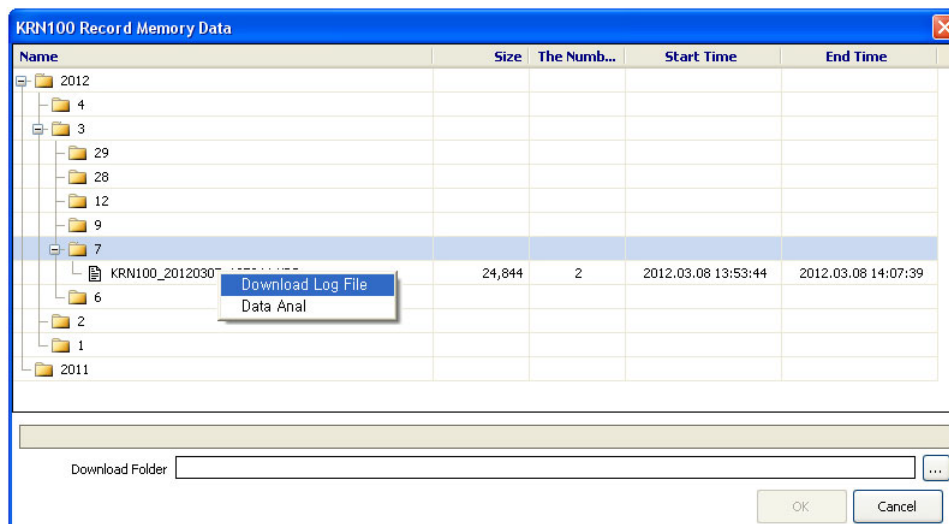 KRN100 Record Memory Data
Name Size The Numb... Start Time End Time
2012
4
3
29
28
12
9
7
KRN100_2012030 24,844 2 2012.03.08 13:53:44 2012.03.08 14:07:39
Download Log File
6
Data Anal
2
1
2011
Download Folder ...
OK Cancel